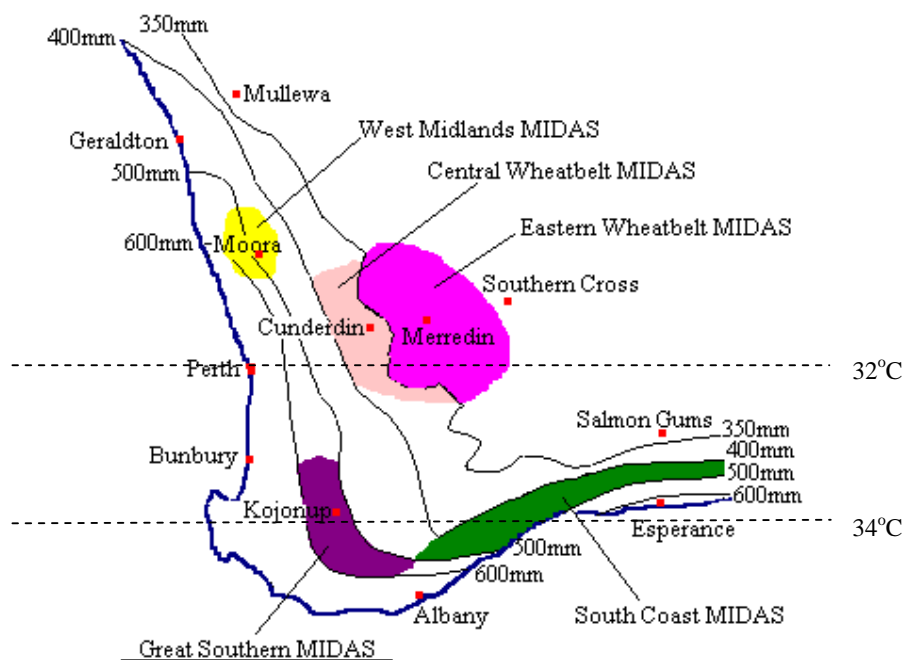 350mm
400mm
Mullewa
West Midlands MIDAS
Geraldton
500mm
Central Wheatbelt MIDAS
Eastern Wheatbelt MIDAS
600mm
Moora
Southern Cross
Cunderdin
Merredin
Perth
32°C
Salmon Gums
350mm
400mm
Bunbury
500mm
600mm
Kojonup
Esperance
34°C
500mm
600mm
Albany
South Coast MIDAS
Great Southern MIDAS